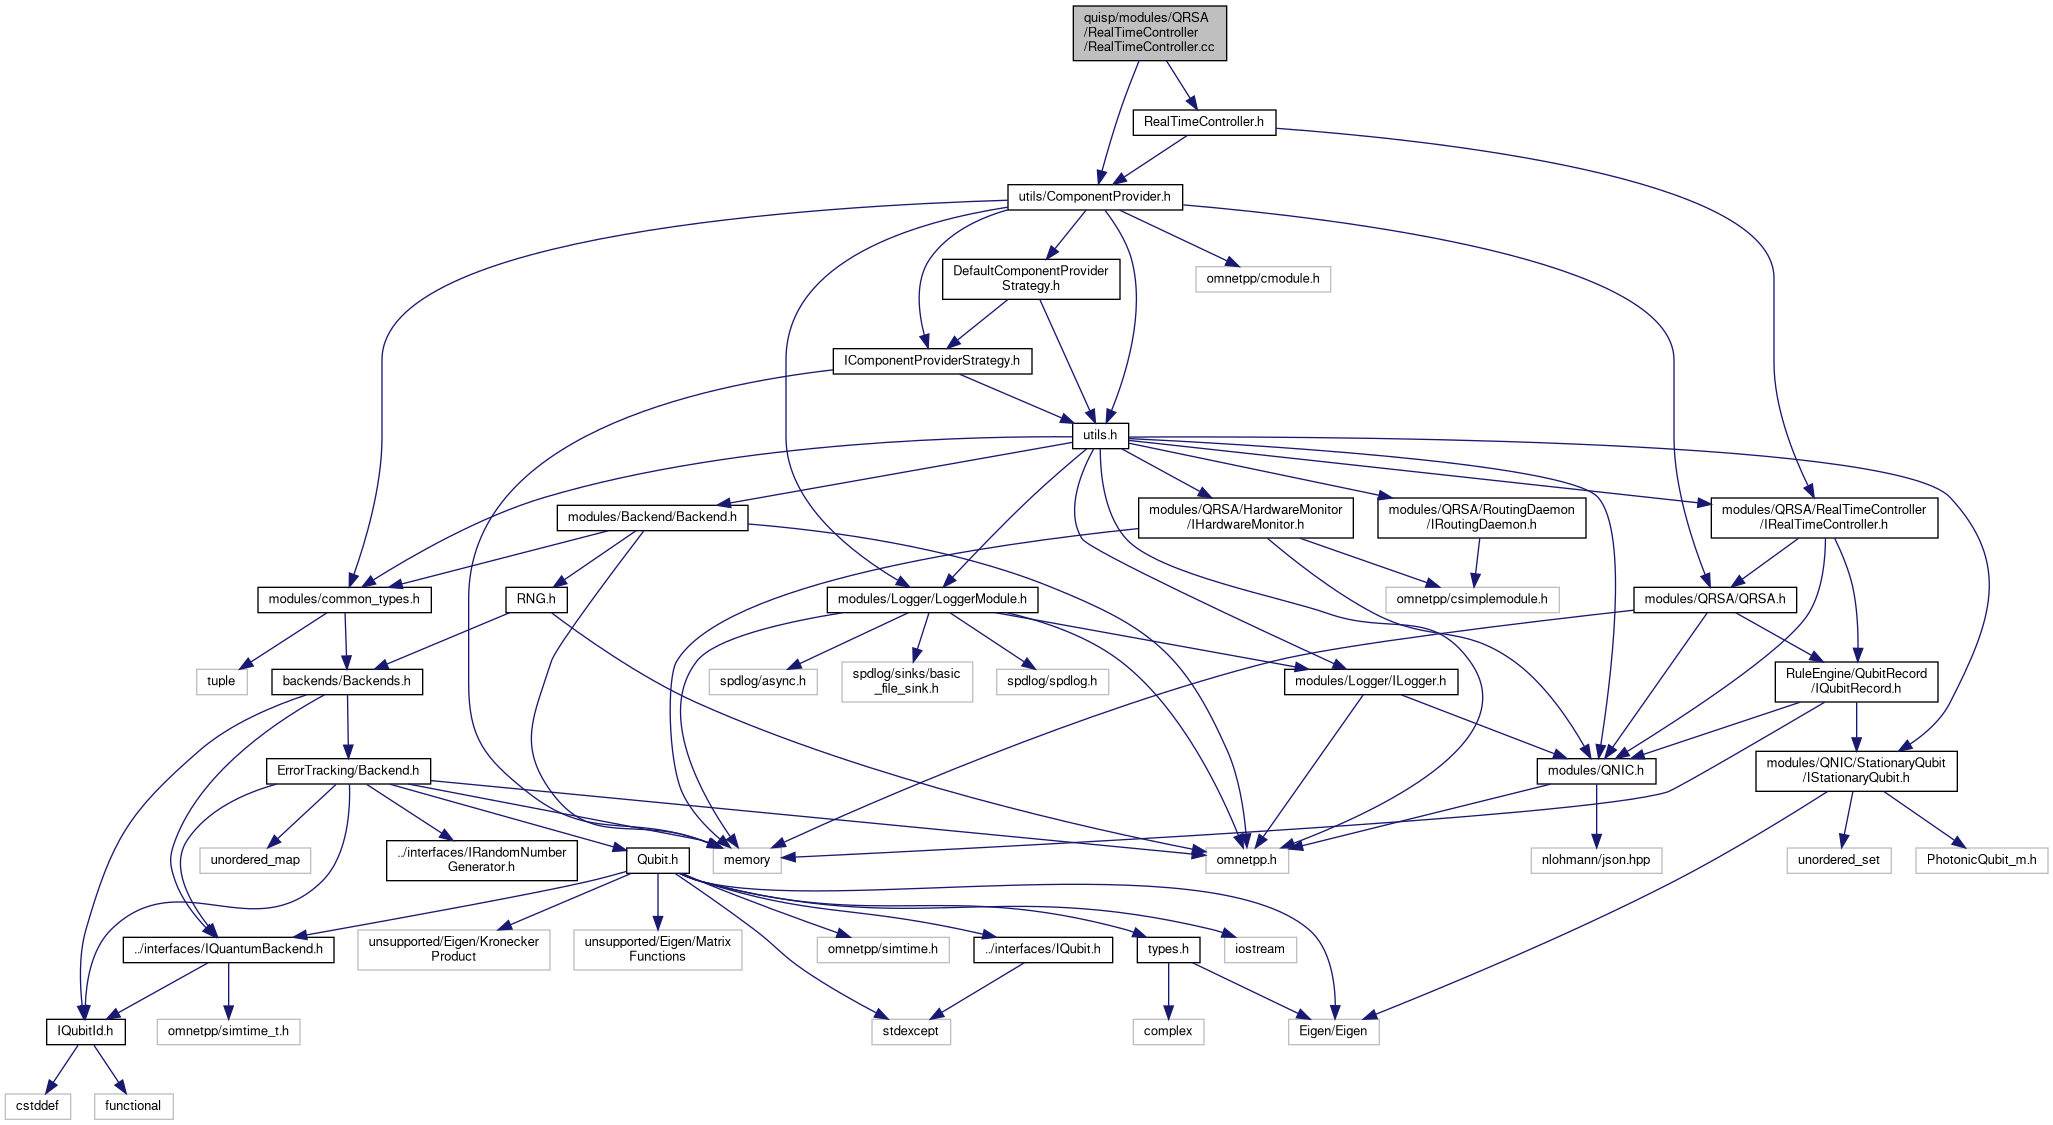 quisp/modules/QRSA
/RealTimeController
/RealTimeController.cc
RealTimeController.h
utils/ComponentProvider.h
DefaultComponentProvider
Strategy.h
omnetpp/cmodule.h
IComponentProviderStrategy.h
utils.h
modules/Backend/Backend.h
modules/QRSA/HardwareMonitor
/IHardwareMonitor.h
modules/QRSA/RoutingDaemon
/IRoutingDaemon.h
modules/QRSA/RealTimeController
/IRealTimeController.h
modules/common_types.h
RNG.h
modules/Logger/LoggerModule.h
omnetpp/csimplemodule.h
modules/QRSA/QRSA.h
tuple
backends/Backends.h
spdlog/async.h
spdlog/sinks/basic
_file_sink.h
spdlog/spdlog.h
modules/Logger/ILogger.h
RuleEngine/QubitRecord
/IQubitRecord.h
ErrorTracking/Backend.h
modules/QNIC.h
modules/QNIC/StationaryQubit
/IStationaryQubit.h
unordered_map
../interfaces/IRandomNumber
Generator.h
Qubit.h
memory
omnetpp.h
nlohmann/json.hpp
unordered_set
PhotonicQubit_m.h
../interfaces/IQuantumBackend.h
unsupported/Eigen/Kronecker
Product
unsupported/Eigen/Matrix
Functions
omnetpp/simtime.h
../interfaces/IQubit.h
types.h
iostream
IQubitId.h
omnetpp/simtime_t.h
stdexcept
complex
Eigen/Eigen
cstddef
functional